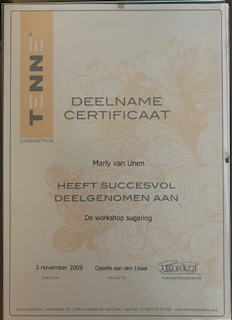 TENNE
COSMETICS
DEELNAME
CERTIFICAAT
Marly van Unen
HEEFT SUCCESVOL
DEELGENOMEN AAN
De workshop sugaring
3 november 2009
Capelle aan den IJssel
DATUM
PLAATS
HANDTEKENING